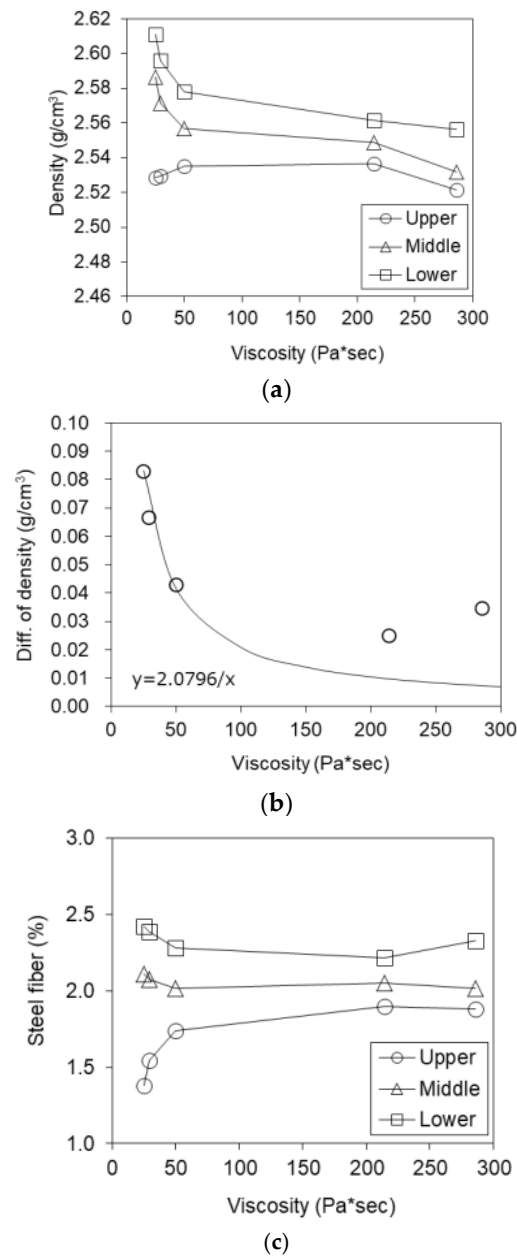 2.62
2.60
2.58
2.56
2.54
2.52
2.50
2.48
2.46
Density (g/cm³)
Upper
Middle
Lower
0 50 100 150 200 250 300
Viscosity (Pa*sec)
(a)
0.10
0.09
0.08
0.07
0.06
0.05
0.04
0.03
0.02
0.01
0.00
Diff. of density (g/cm³)
y=2.0796/x
0 50 100 150 200 250 300
Viscosity (Pa*sec)
(b)
3.0
2.5
2.0
1.5
1.0
Steel fiber (%)
Upper
Middle
Lower
0 50 100 150 200 250 300
Viscosity (Pa*sec)
(c)